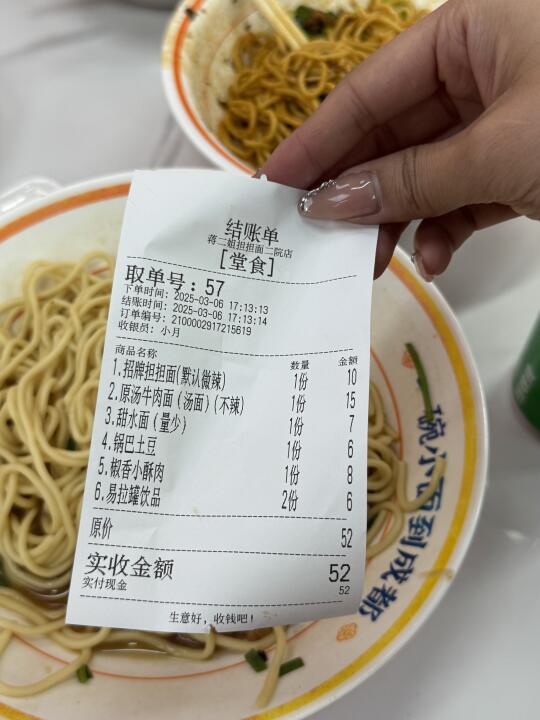 结账单
蒋二姐担担面二院店
[堂食]
取单号：57
下单时间：2025-03-06 17:13:13
结账时间：2025-03-06 17:13:14
订单编号：2100002917215619
收银员：小月
商品名称 数量 金额
1.招牌担担面(默认微辣) 1份 10
2.原汤牛肉面（汤面）(不辣) 1份 15
3.甜水面（量少） 1份 7
4.锅巴土豆 1份 6
5.椒香小酥肉 1份 8
6.易拉罐饮品 2份 6
原价 52
实收金额 52
实付现金 52
生意好，收钱吧！
碗小面到成都